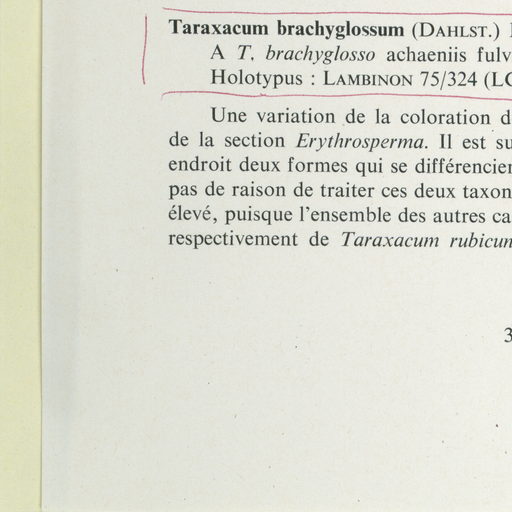 Taraxacum brachyglossum (DAHLST.)
A T. brachyglosso achaeniis fulv
Holotypus : LAMBINON 75/324 (LG
Une variation de la coloration d
de la section Erythrosperma. Il est su
endroit deux formes qui se différencien
pas de raison de traiter ces deux taxon
élevé, puisque l'ensemble des autres ca
respectivement de Taraxacum rubicun
3